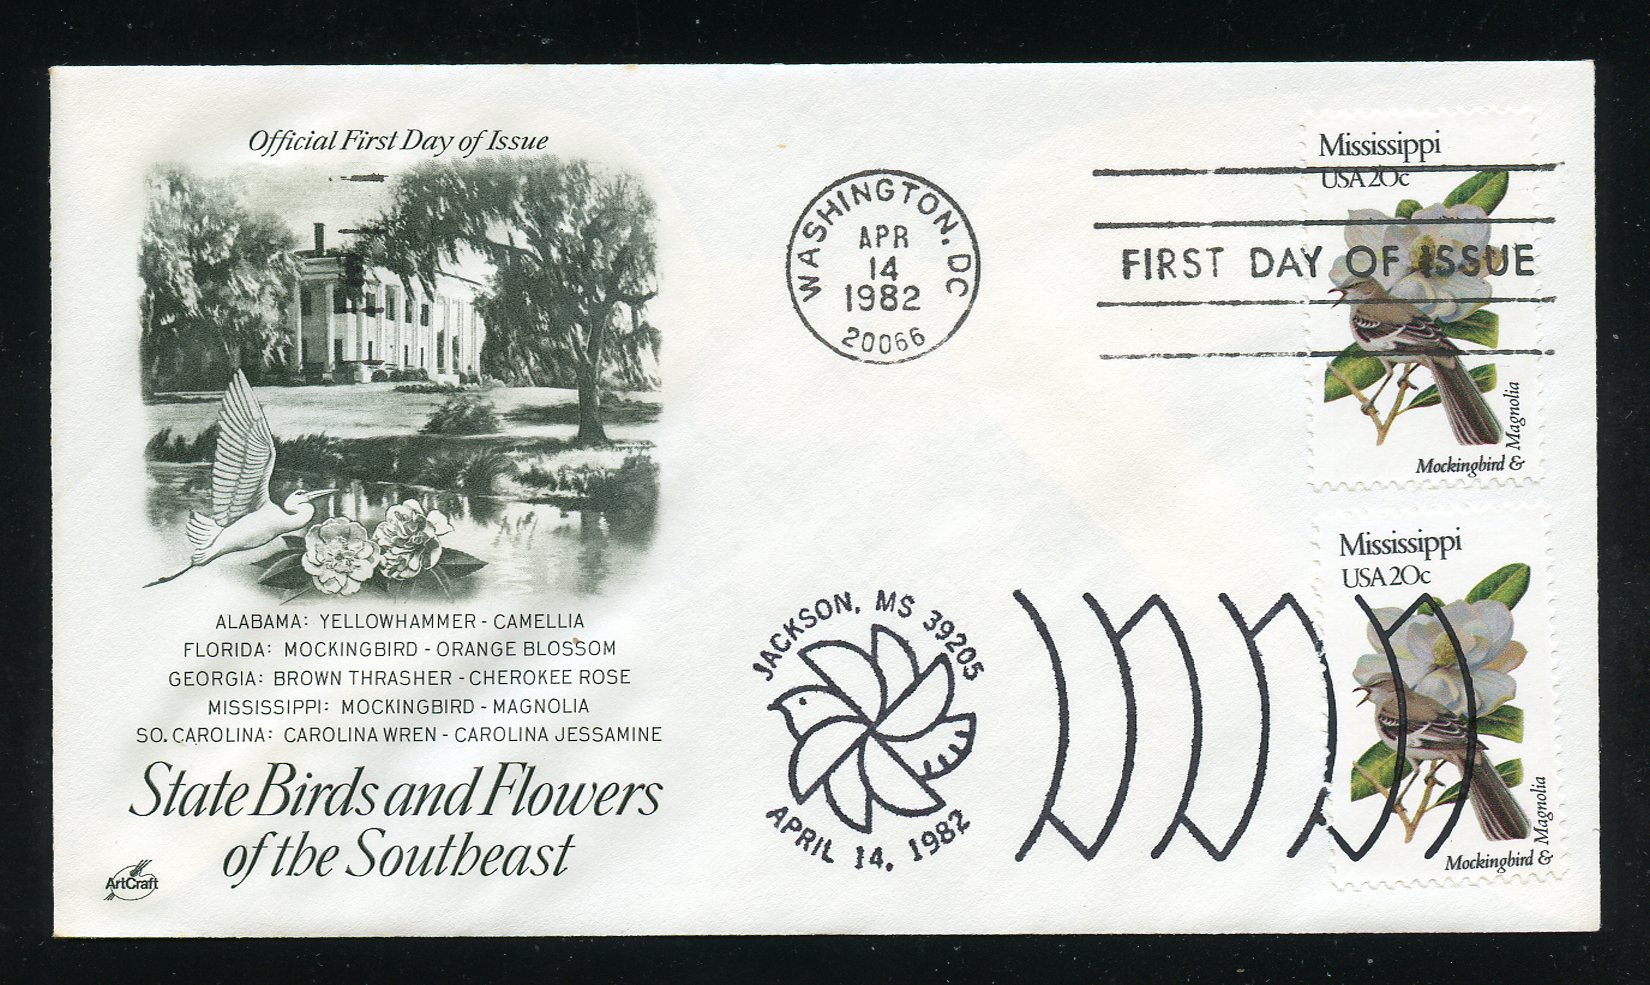 Official First Day of Issue
ALABAMA: YELLOWHAMMER - CAMELLIA
FLORIDA: MOCKINGBIRD - ORANGE BLOSSOM
GEORGIA: BROWN THRASHER - CHEROKEE ROSE
MISSISSIPPI: MOCKINGBIRD - MAGNOLIA
SO. CAROLINA: CAROLINA WREN - CAROLINA JESSAMINE
State Birds and Flowers
of the Southeast
ArtCraft
WASHINGTON, DC
APR
14
1982
20066
FIRST DAY OF ISSUE
Mississippi
USA 20c
Mockingbird &
Magnolia
JACKSON, MS 39205
APRIL 14, 1982
Mississippi
USA 20c
Mockingbird &
Magnolia